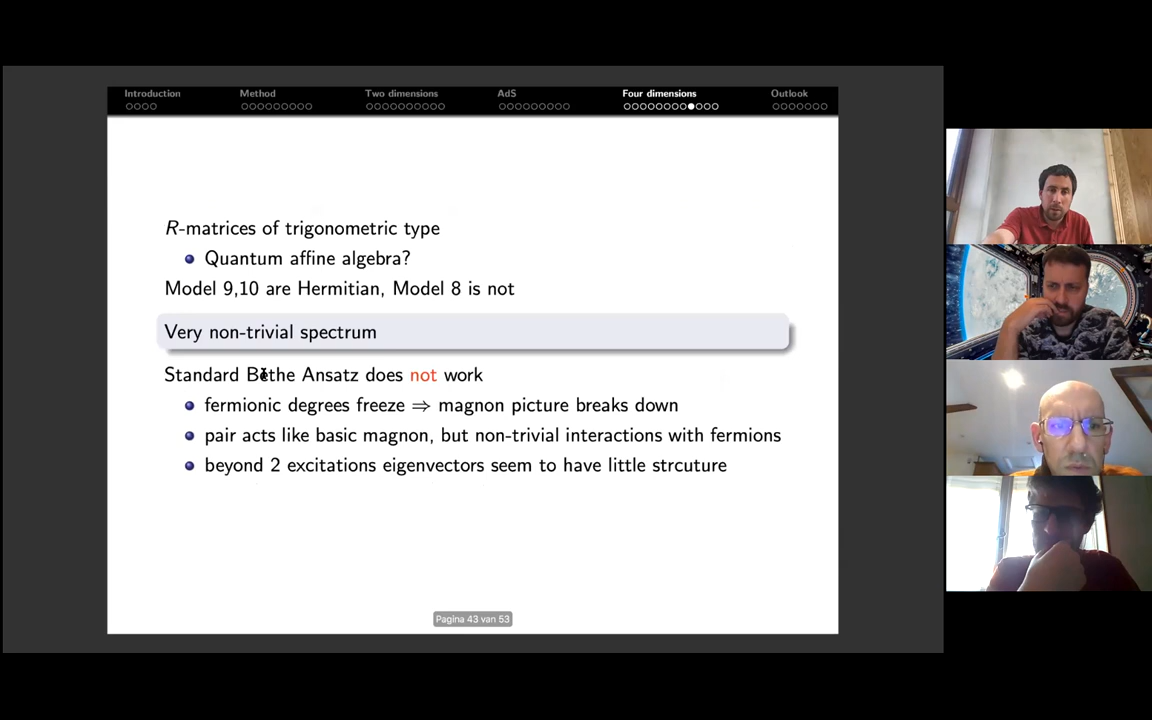 Introduction Method Two dimensions AdS Four dimensions Outlook
R-matrices of trigonometric type
Quantum affine algebra?
Model 9,10 are Hermitian, Model 8 is not
Very non-trivial spectrum
Standard Bethe Ansatz does not work
fermionic degrees freeze ⇒ magnon picture breaks down
pair acts like basic magnon, but non-trivial interactions with fermions
beyond 2 excitations eigenvectors seem to have little strcuture
Pagina 43 van 53